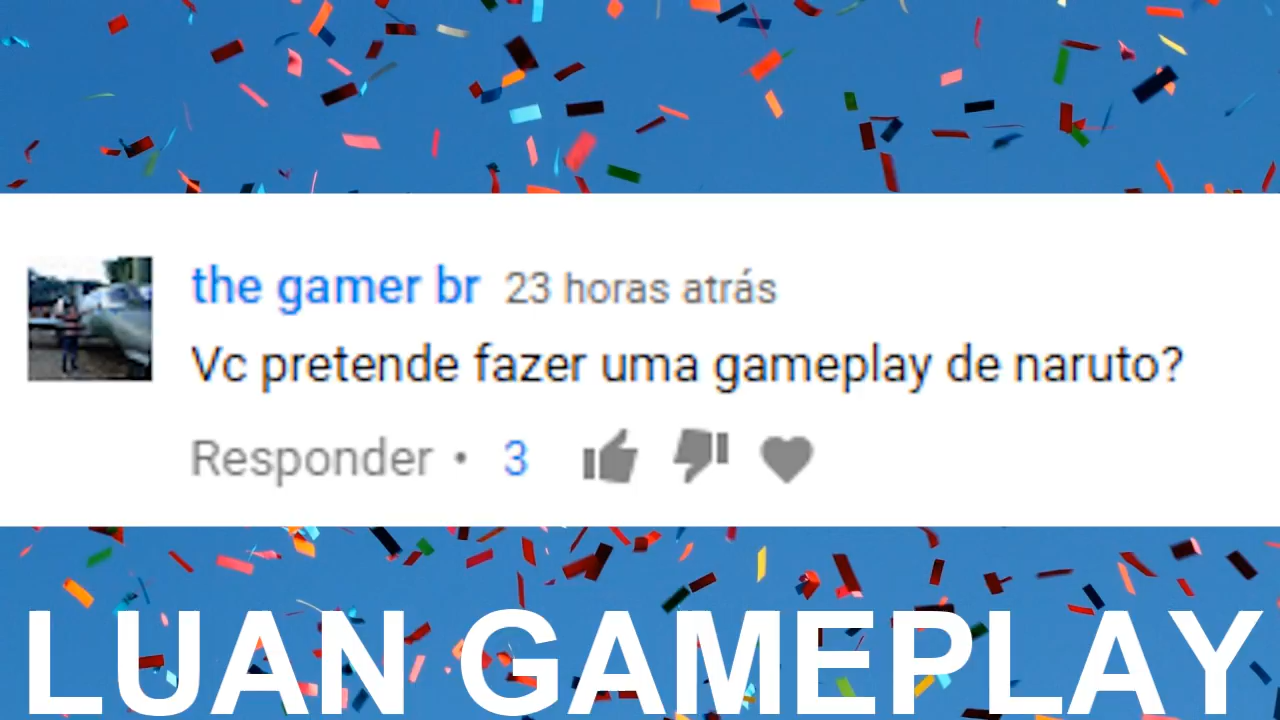 the gamer br 23 horas atrás
Vc pretende fazer uma gameplay de naruto?
Responder • 3
LUAN GAMEPLAY